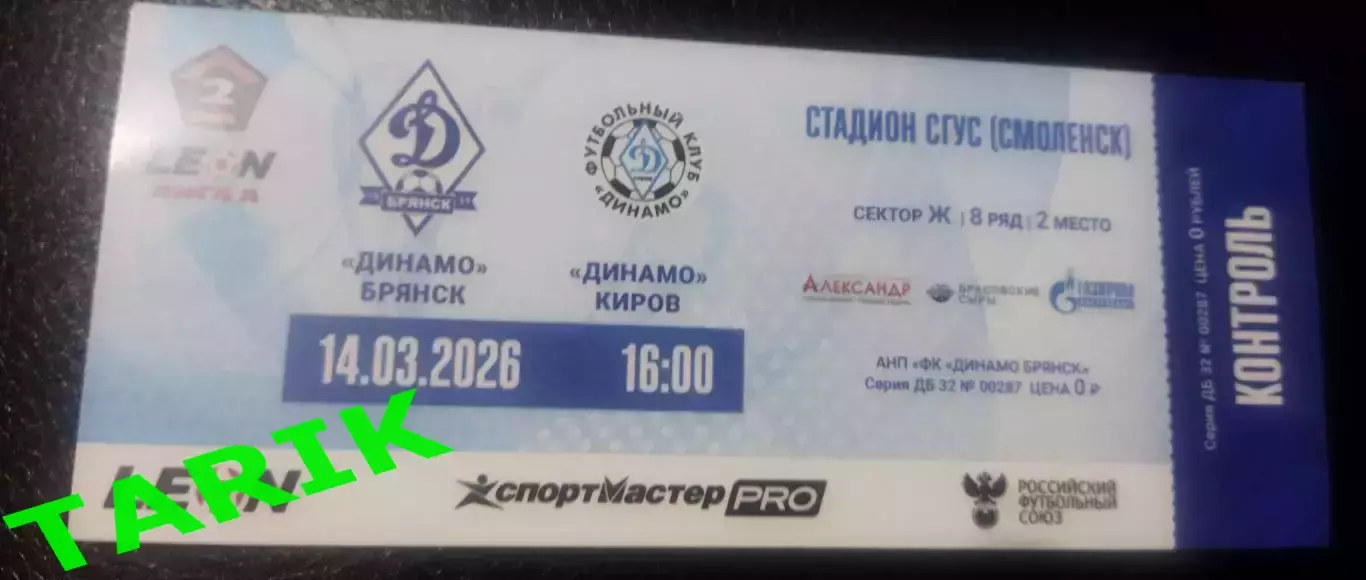 2
LEON
ЛИГА
БРЯНСК
ФУТБОЛЬНЫЙ КЛУБ
«ДИНАМО»
«ДИНАМО»
БРЯНСК
«ДИНАМО»
КИРОВ
14.03.2026 16:00
СТАДИОН СГУС (СМОЛЕНСК)
СЕКТОР Ж | 8 РЯД | 2 МЕСТО
АЛЕКСАНДР
БРАСОВСКИЕ
СЫРЫ
ГАЗПРОМ
АНП «ФК «ДИНАМО БРЯНСК»
Серия ДБ 32 № 00287 ЦЕНА 0 ₽
LEON
СПОРТМАСТЕР PRO
РОССИЙСКИЙ
ФУТБОЛЬНЫЙ
СОЮЗ
Серия ДБ 32 № 00287 ЦЕНА 0 РУБЛЕЙ
КОНТРОЛЬ
TARIK